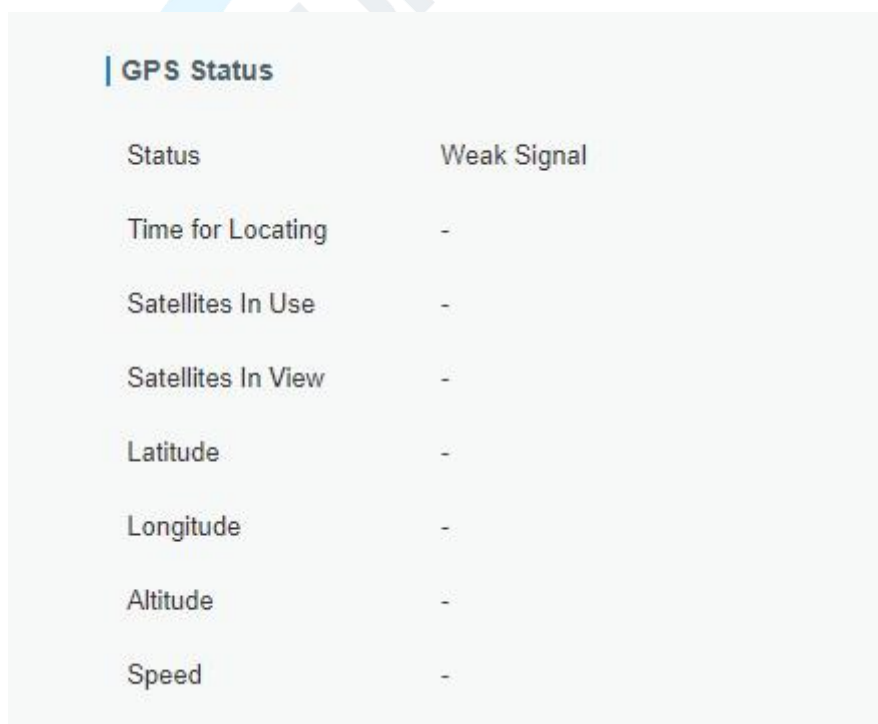 GPS Status
Status Weak Signal
Time for Locating -
Satellites In Use -
Satellites In View -
Latitude -
Longitude -
Altitude -
Speed -